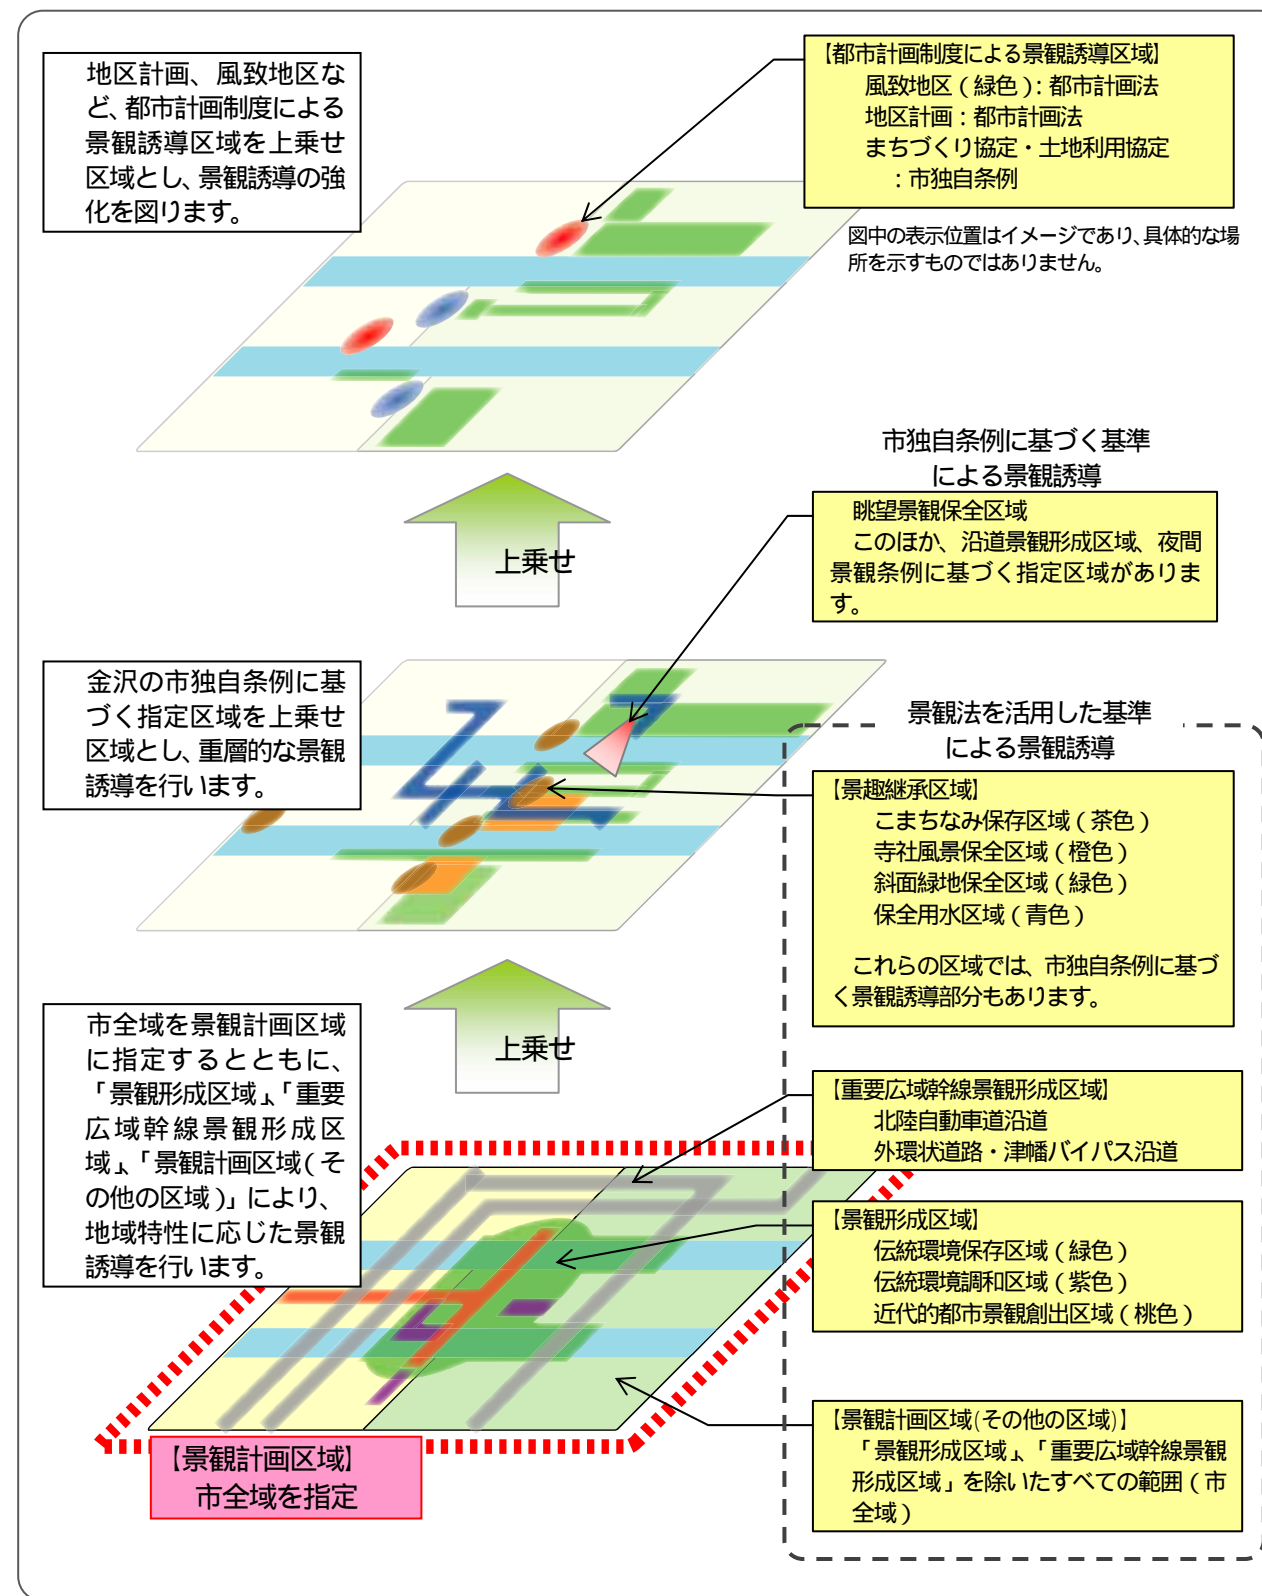 地区計画、風致地区な
ど、都市計画制度による
景観誘導区域を上乗せ
区域とし、景観誘導の強
化を図ります。
【都市計画制度による景観誘導区域】
風致地区（緑色）：都市計画法
地区計画：都市計画法
まちづくり協定・土地利用協定
：市独自条例
図中の表示位置はイメージであり、具体的な場
所を示すものではありません。
上乗せ
市独自条例に基づく基準
による景観誘導
眺望景観保全区域
このほか、沿道景観形成区域、夜間
景観条例に基づく指定区域がありま
す。
金沢の市独自条例に基
づく指定区域を上乗せ
区域とし、重層的な景観
誘導を行います。
景観法を活用した基準
による景観誘導
【景趣継承区域】
こまちなみ保存区域（茶色）
寺社風景保全区域（橙色）
斜面緑地保全区域（緑色）
保全用水区域（青色）
これらの区域では、市独自条例に基づ
く景観誘導部分もあります。
上乗せ
市全域を景観計画区域
に指定するとともに、
「景観形成区域」、「重要
広域幹線景観形成区
域」、「景観計画区域（そ
の他の区域）」により、
地域特性に応じた景観
誘導を行います。
【重要広域幹線景観形成区域】
北陸自動車道沿道
外環状道路・津幡バイパス沿道
【景観形成区域】
伝統環境保存区域（緑色）
伝統環境調和区域（紫色）
近代的都市景観創出区域（桃色）
【景観計画区域(その他の区域)】
「景観形成区域」、「重要広域幹線景観
形成区域」を除いたすべての範囲（市
全域）
【景観計画区域】
市全域を指定